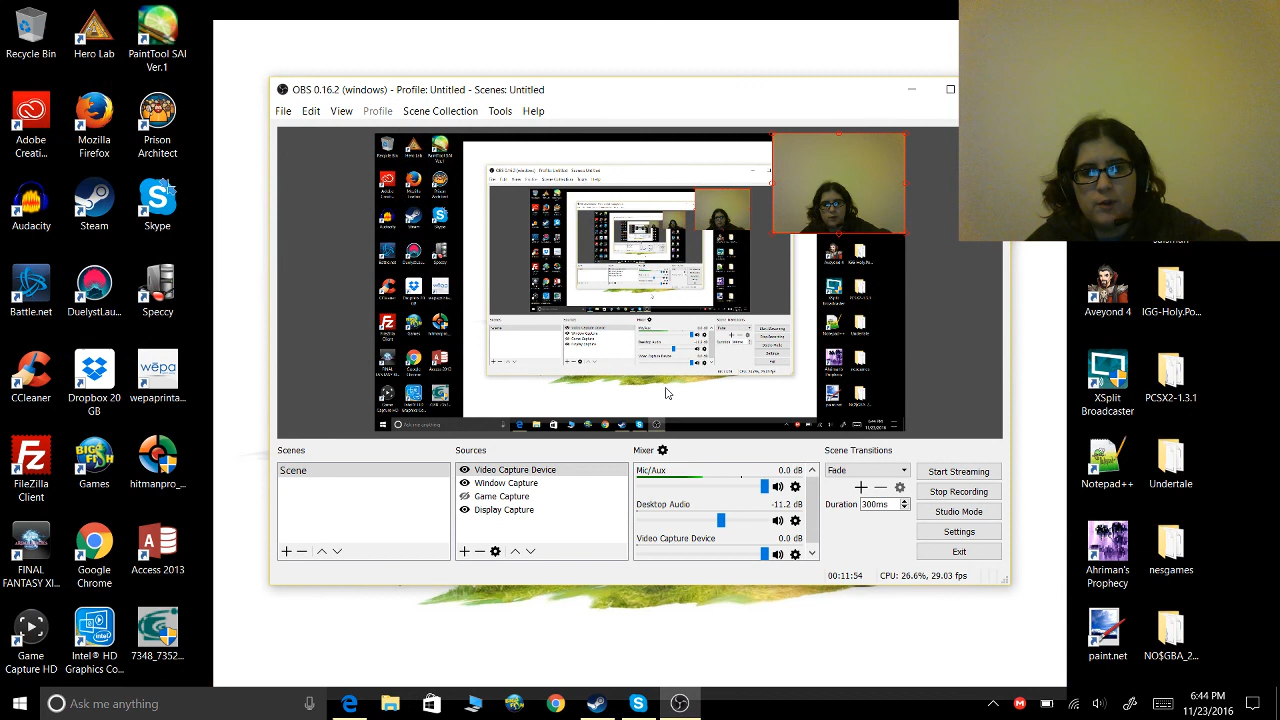 Recycle Bin
Hero Lab
PaintTool SAI
Ver.1
Adobe
Creati...
Mozilla
Firefox
Prison
Architect
Audacity
Steam
Skype
Battle.net
DuelystLau...
Speccy
CCleaner
Dropbox 20
GB
wepaprinta...
FileZilla
Client
Games
hitmanpro_...
FINAL
FANTASY XI...
Google
Chrome
Access 2013
Game
Capture HD
Intel® HD
Graphics Co...
7348_7352...
OBS 0.16.2 (windows) - Profile: Untitled - Scenes: Untitled
File Edit View Profile Scene Collection Tools Help
Scenes
Scene
Sources
Video Capture Device
Window Capture
Game Capture
Display Capture
Mixer
Mic/Aux 0.0 dB
Desktop Audio -11.2 dB
Video Capture Device 0.0 dB
Scene Transitions
Fade
Duration 300ms
Start Streaming
Stop Recording
Studio Mode
Settings
Exit
00:11:54 CPU: 26.6%, 29.03 fps
Aveyond 4
IGG-Holy.Po...
XSplit
Broadcaster
PCSX2-1.3.1
Notepad++
Undertale
Ahriman's
Prophecy
nesgames
paint.net
NO$GBA_2...
Ask me anything
6:44 PM
11/23/2016